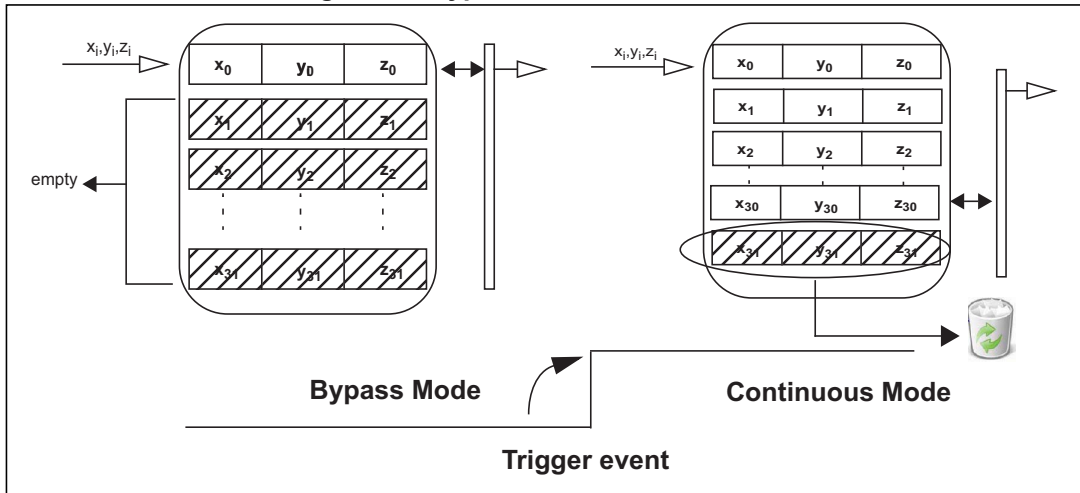 xi,yi,zi
x0 y0 z0
x1 y1 z1
x2 y2 z2
x31 y31 z31
empty
xi,yi,zi
x0 y0 z0
x1 y1 z1
x2 y2 z2
x30 y30 z30
x31 y31 z31
Bypass Mode
Continuous Mode
Trigger event